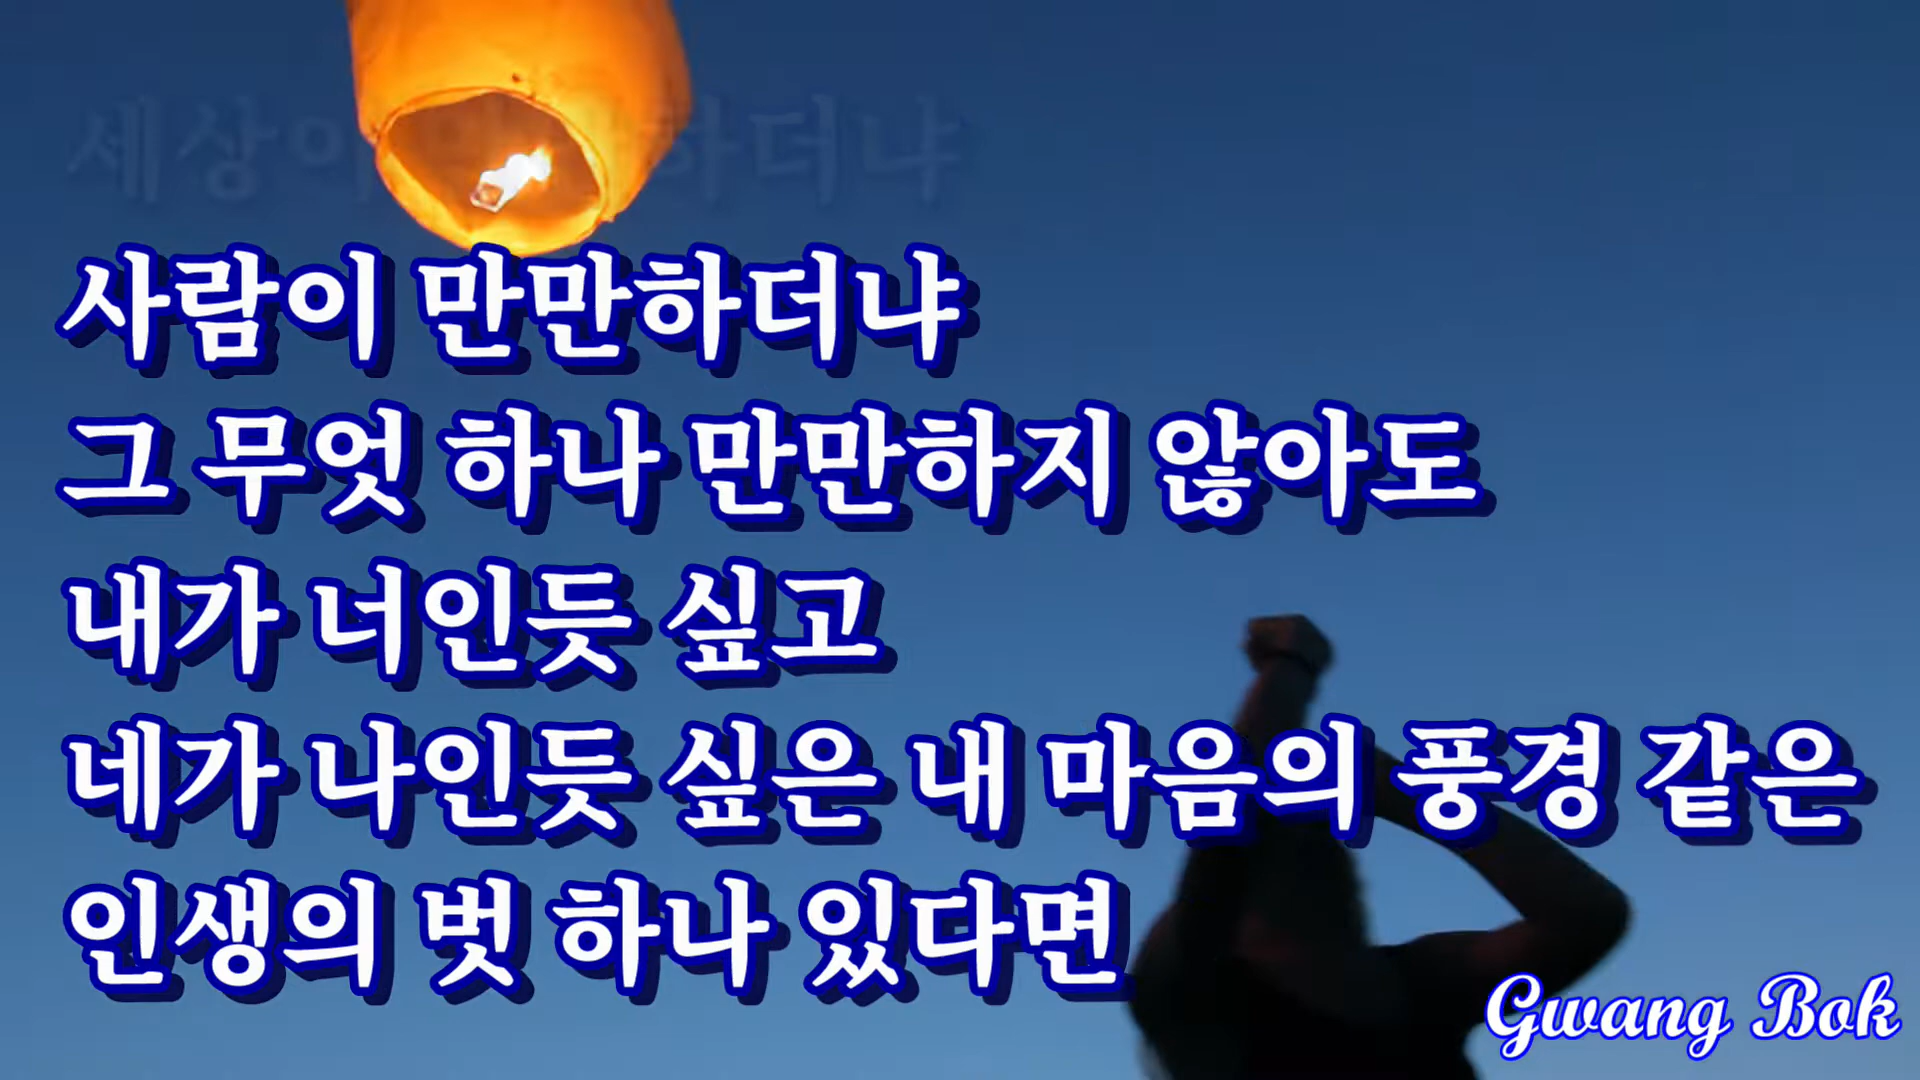 세상이 하더냐
사람이 만만하더냐
그 무엇 하나 만만하지 않아도
내가 너인듯 싶고
네가 나인듯 싶은 내 마음의 풍경 같은
인생의 벗 하나 있다면
Gwang Bok